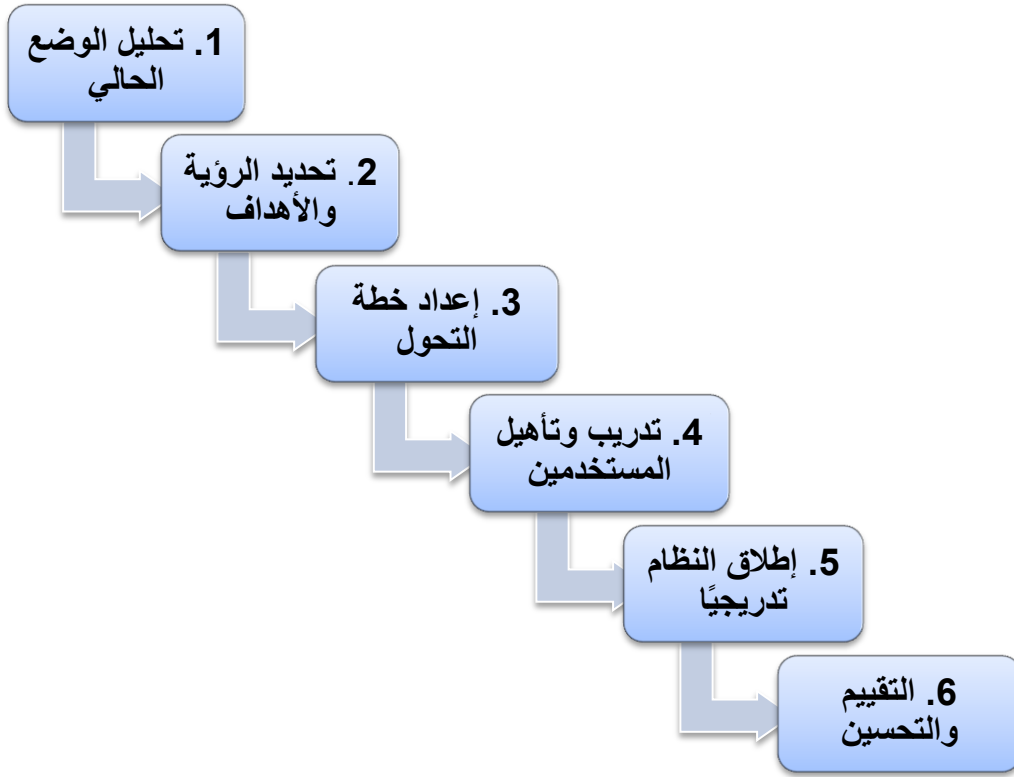 1. تحليل الوضع
الحالي
2. تحديد الرؤية
والأهداف
3. إعداد خطة
التحول
4. تدريب وتأهيل
المستخدمين
5. إطلاق النظام
تدريجيًا
6. التقييم
والتحسين